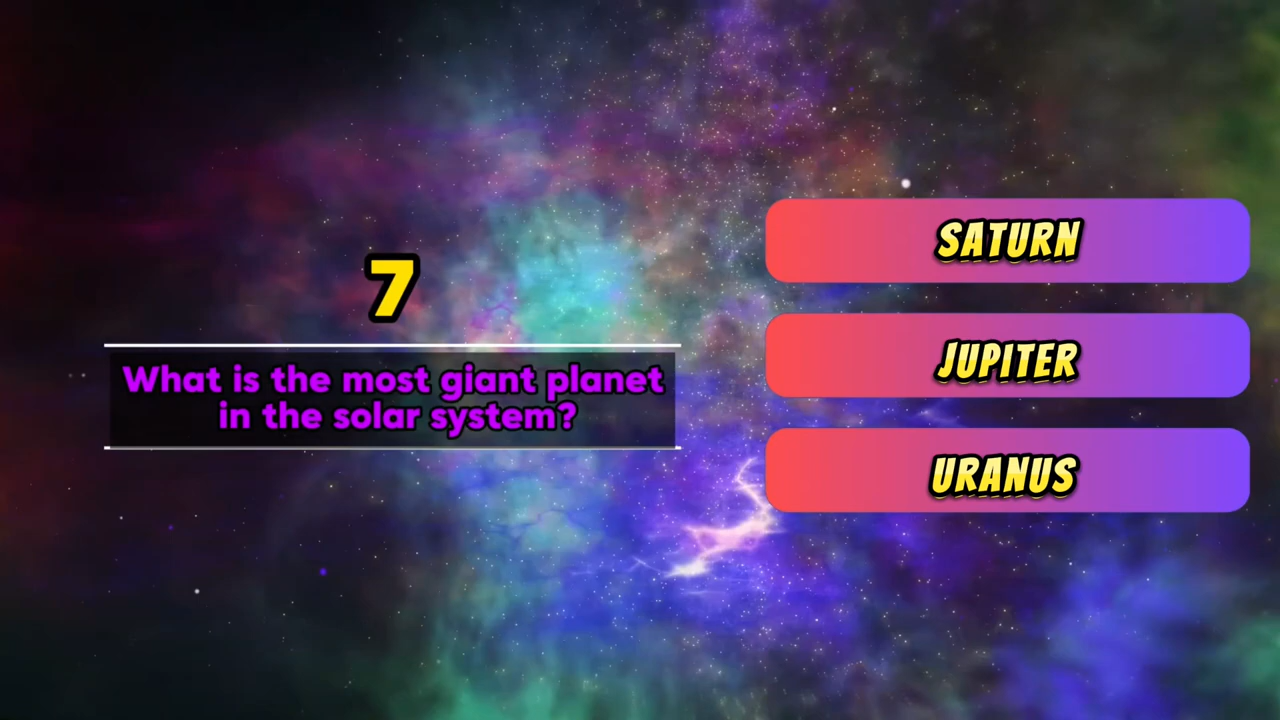 7
What is the most giant planet
in the solar system?
SATURN
JUPITER
URANUS